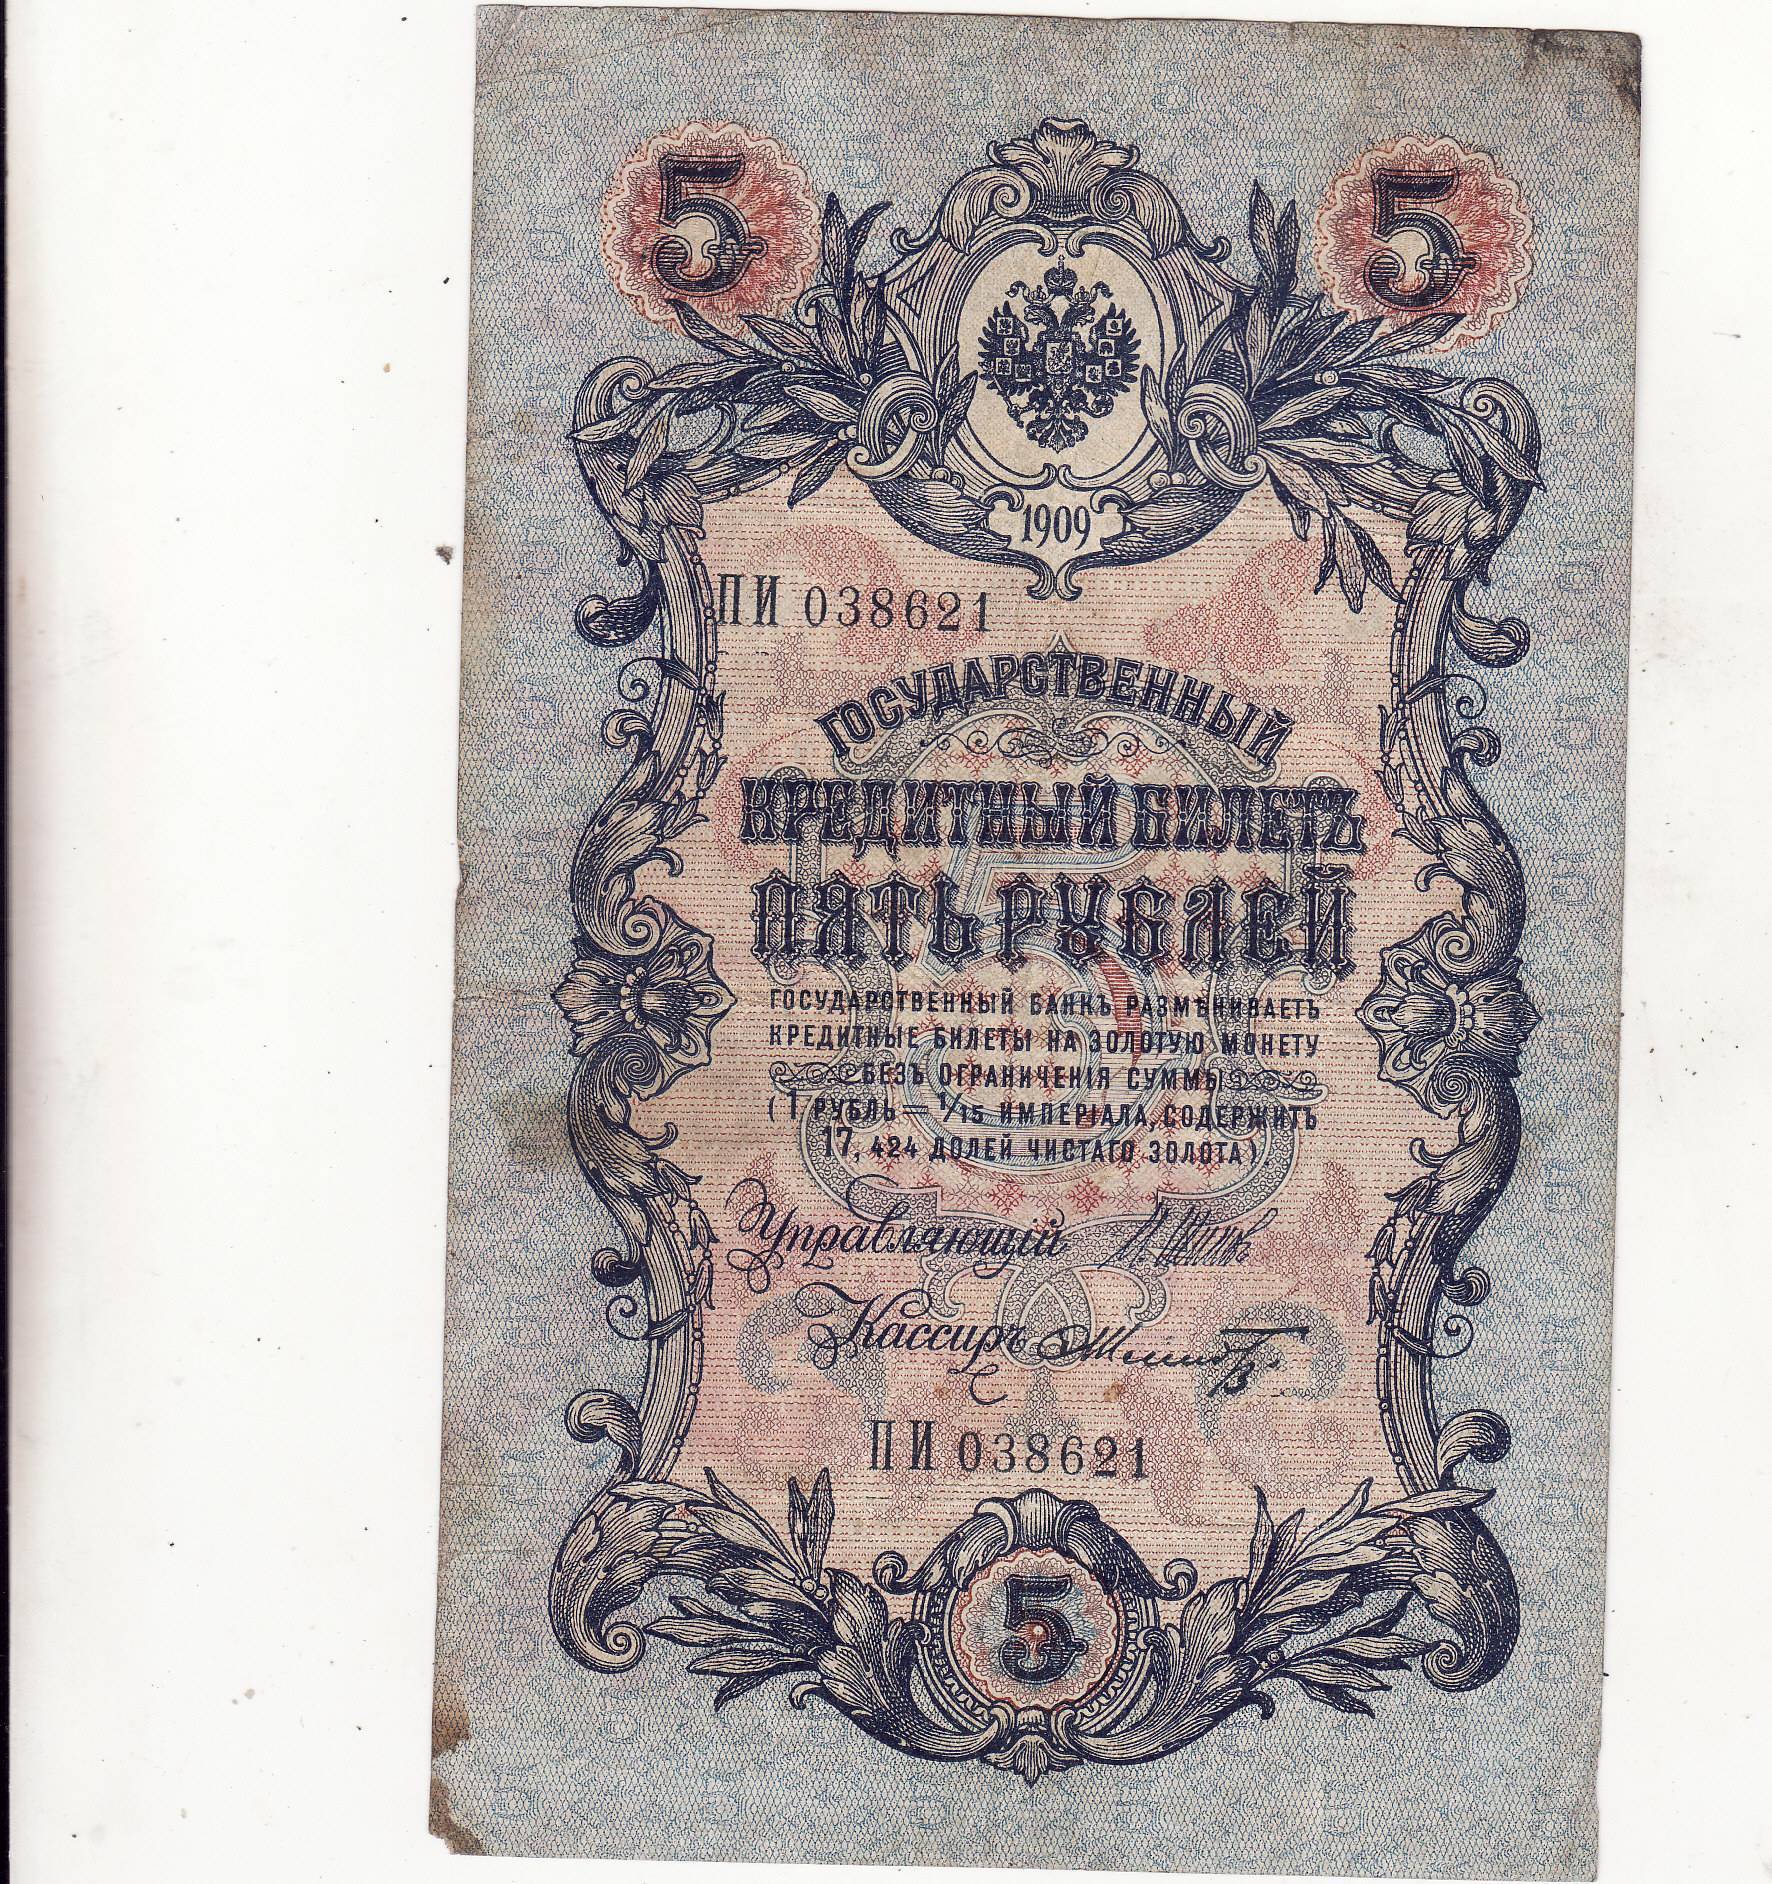 5 5
1909
ПИ 038621
ГОСУДАРСТВЕННЫЙ
КРЕДИТНЫЙ БИЛЕТЪ
ПЯТЬ РУБЛЕЙ
ГОСУДАРСТВЕННЫЙ БАНКЪ РАЗМѢНИВАЕТЪ
КРЕДИТНЫЕ БИЛЕТЫ НА ЗОЛОТУЮ МОНЕТУ
БЕЗЪ ОГРАНИЧЕНІЯ СУММЫ
(1 РУБЛЬ = 1/15 ИМПЕРІАЛА, СОДЕРЖИТЪ
17, 424 ДОЛЕЙ ЧИСТАГО ЗОЛОТА).
Управляющій
Кассиръ
ПИ 038621
5